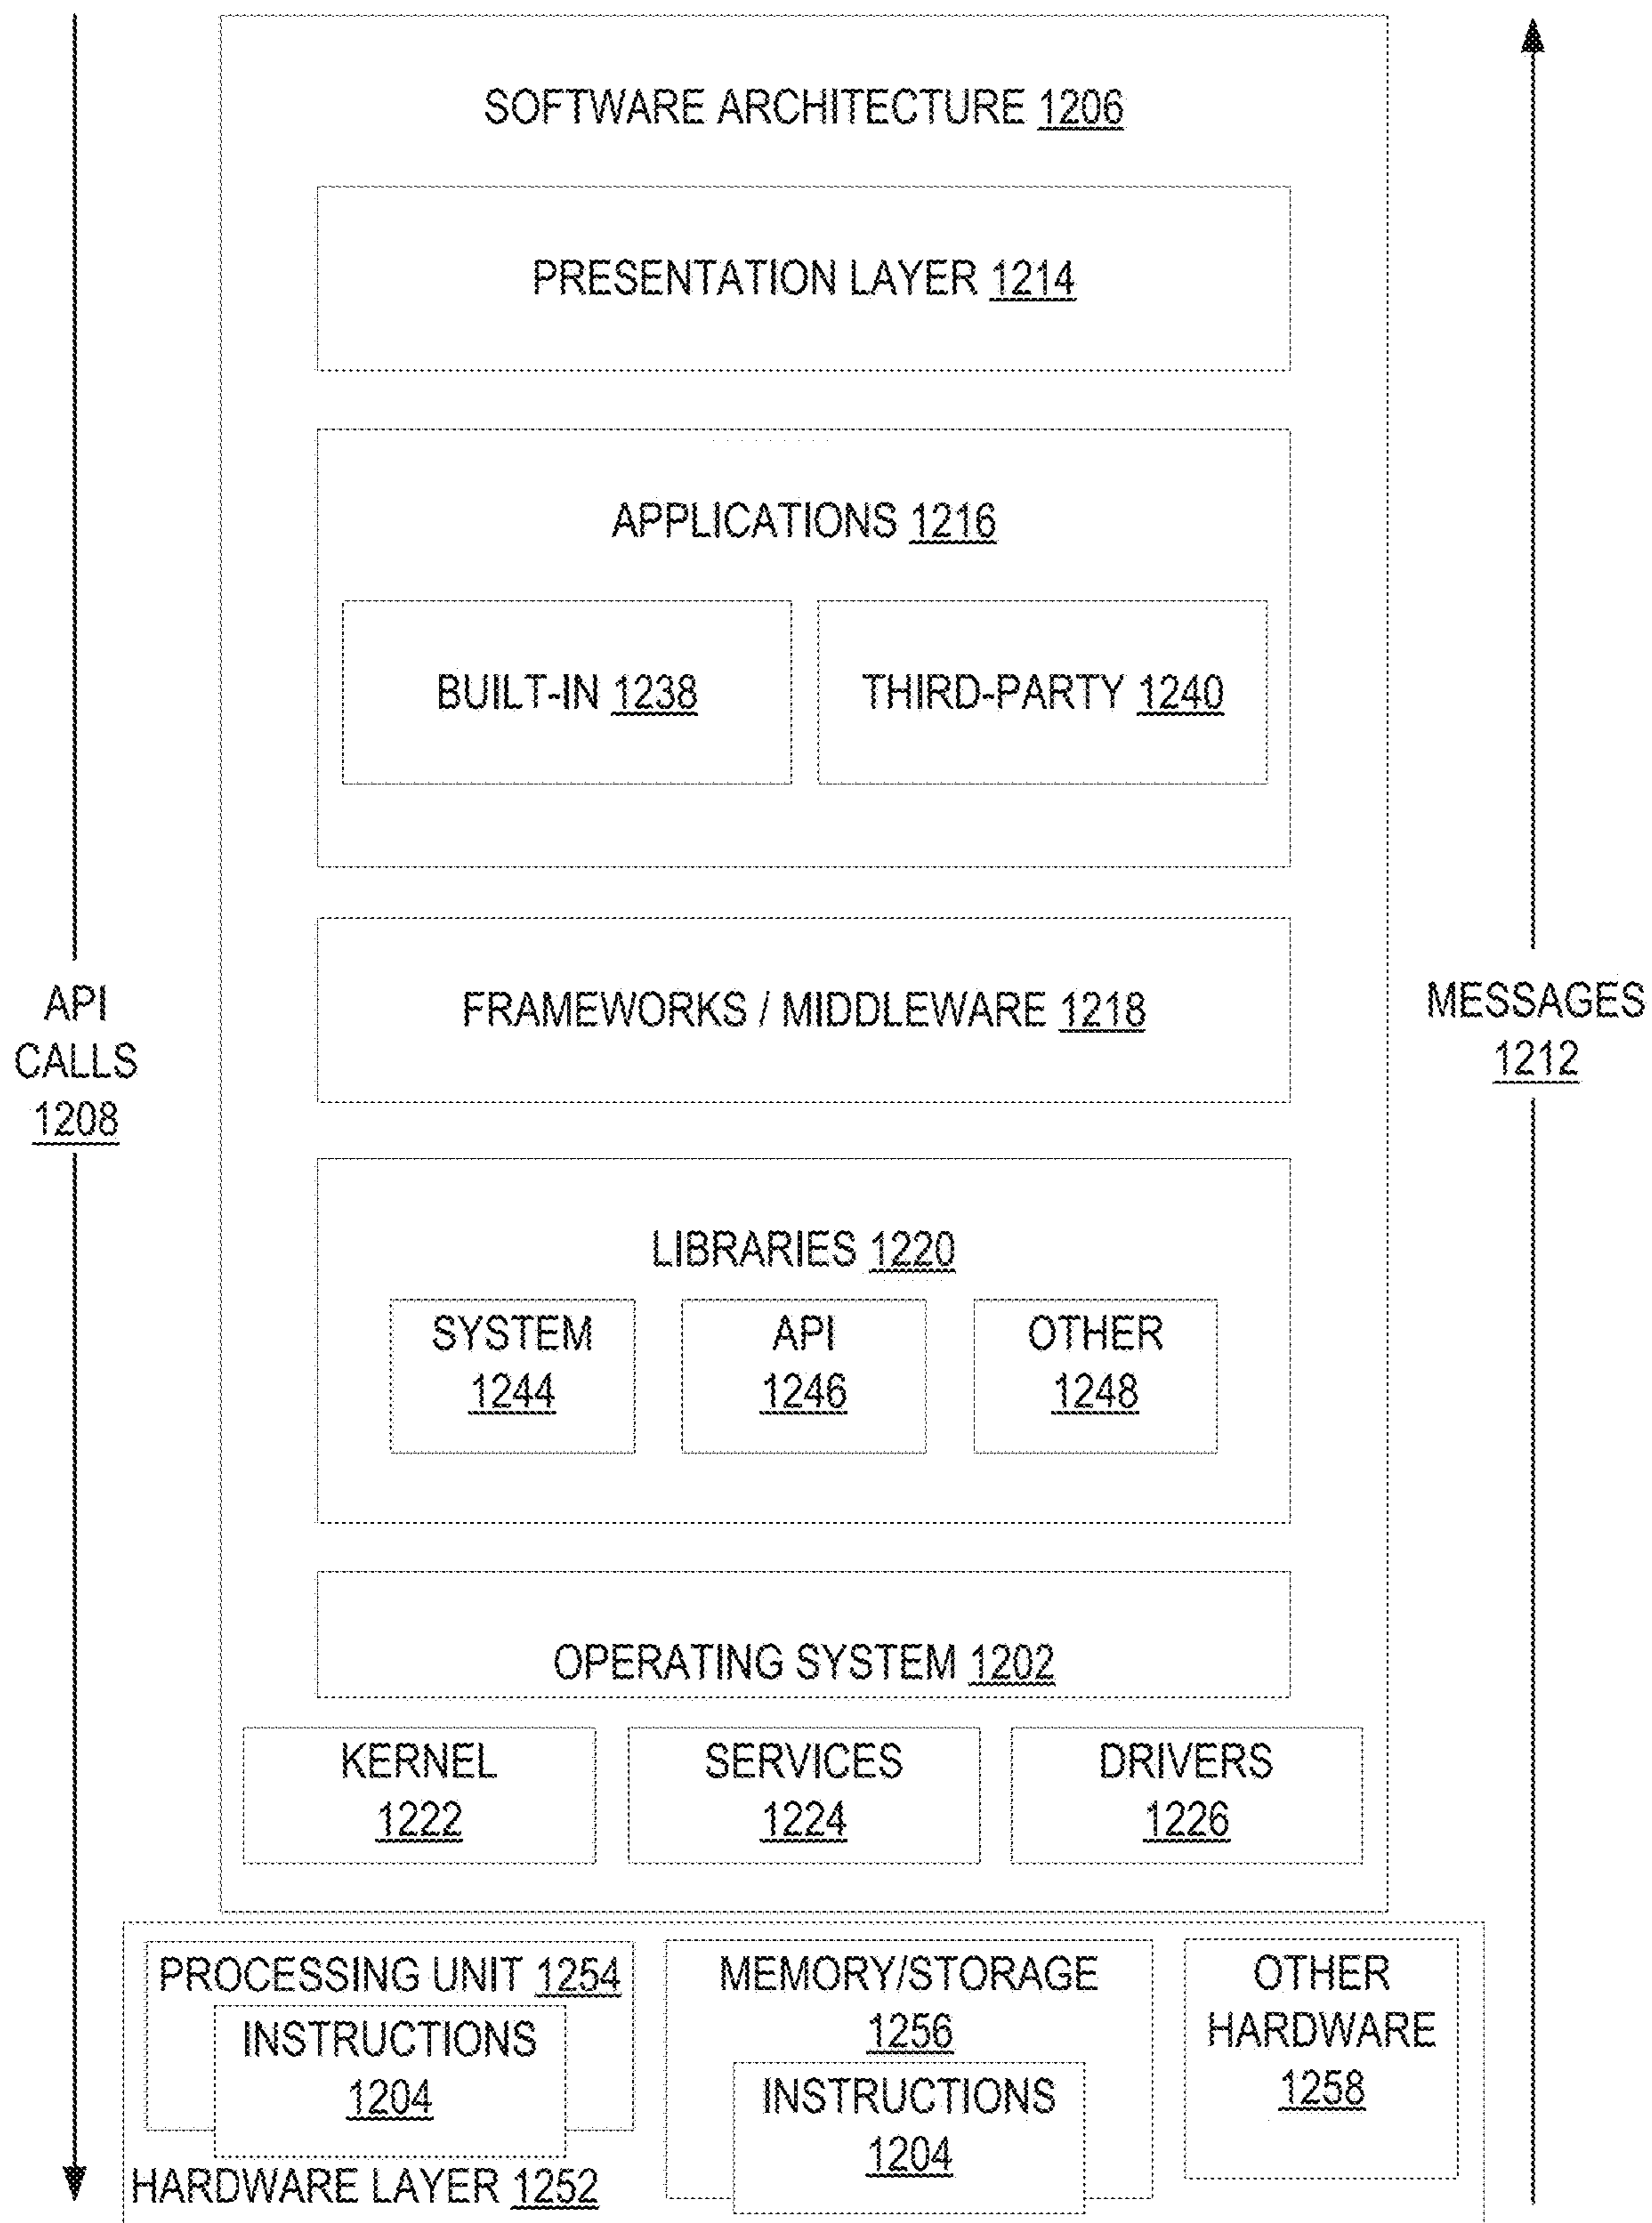 SOFTWARE ARCHITECTURE 1206
PRESENTATION LAYER 1214
APPLICATIONS 1216
BUILT-IN 1238
THIRD-PARTY 1240
FRAMEWORKS / MIDDLEWARE 1218
API
CALLS
1208
MESSAGES
1212
LIBRARIES 1220
SYSTEM
1244
API
1246
OTHER
1248
OPERATING SYSTEM 1202
KERNEL
1222
SERVICES
1224
DRIVERS
1226
PROCESSING UNIT 1254
INSTRUCTIONS
1204
MEMORY/STORAGE
1256
INSTRUCTIONS
1204
OTHER
HARDWARE
1258
HARDWARE LAYER 1252